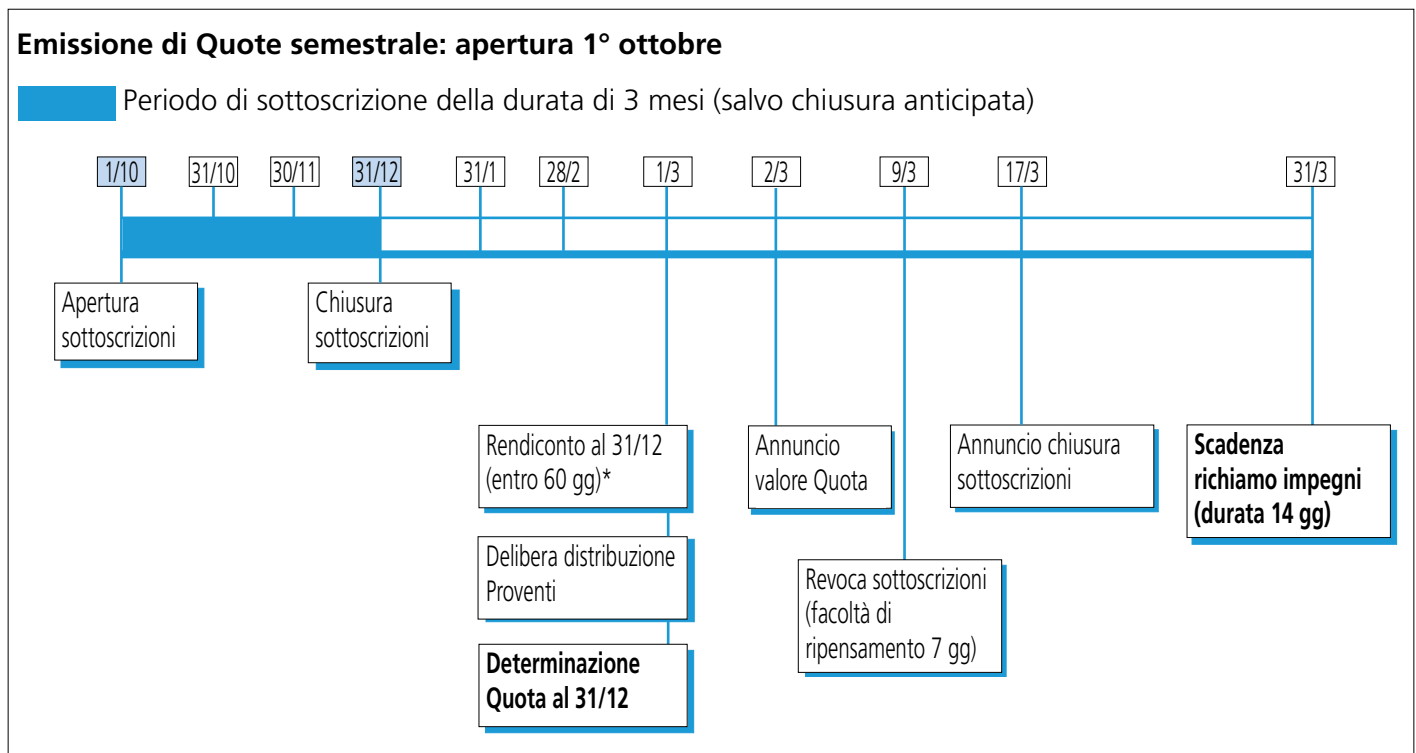 Emissione di Quote semestrale: apertura 1° ottobre
Periodo di sottoscrizione della durata di 3 mesi (salvo chiusura anticipata)
1/10 31/10 30/11 31/12 31/1 28/2 1/3 2/3 9/3 17/3 31/3
Apertura
sottoscrizioni
Chiusura
sottoscrizioni
Rendiconto al 31/12
(entro 60 gg)*
Delibera distribuzione
Proventi
Determinazione
Quota al 31/12
Annuncio
valore Quota
Revoca sottoscrizioni
(facoltà di
ripensamento 7 gg)
Annuncio chiusura
sottoscrizioni
Scadenza
richiamo impegni
(durata 14 gg)